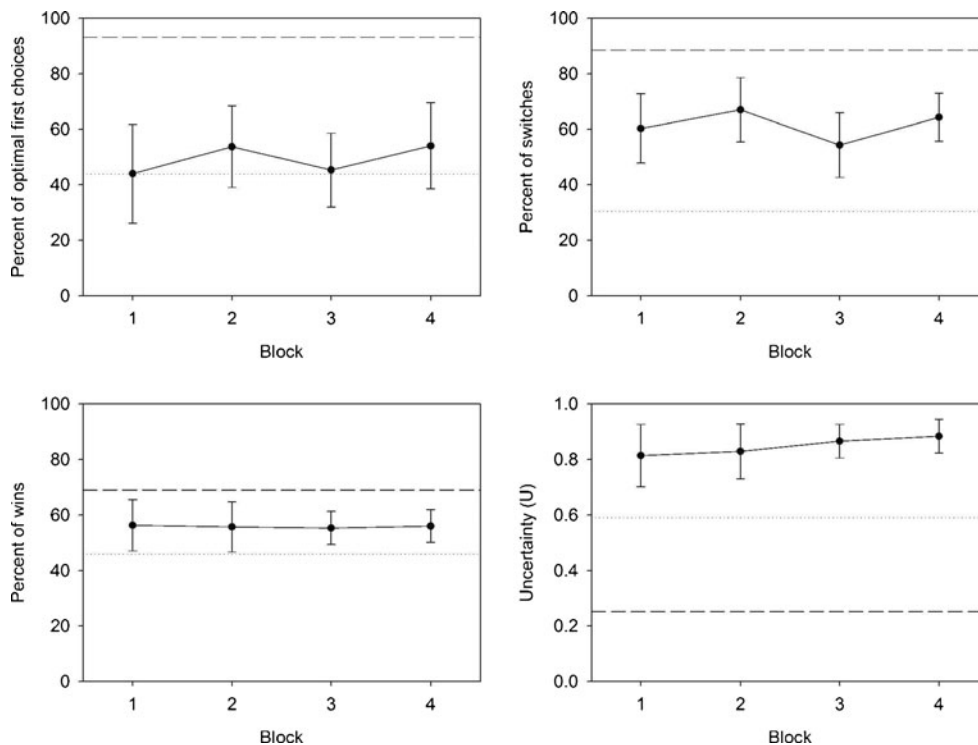 Percent of optimal first choices
100
80
60
40
20
0
1 2 3 4
Block
Percent of switches
100
80
60
40
20
0
1 2 3 4
Block
Percent of wins
100
80
60
40
20
0
1 2 3 4
Block
Uncertainty (U)
1.0
0.8
0.6
0.4
0.2
0.0
1 2 3 4
Block